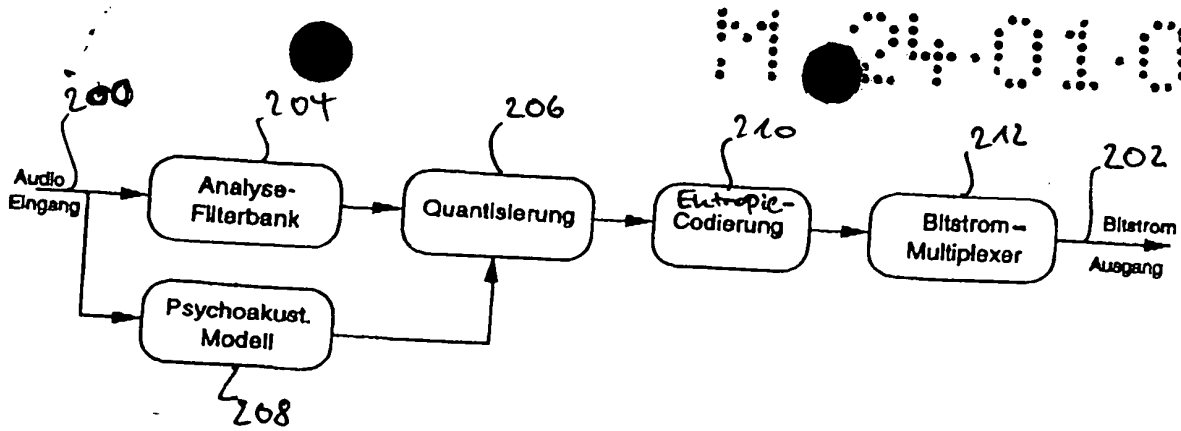 M 24·01·0
200
204
206
210
212
202
Audio
Eingang
Analyse-
Filterbank
Quantisierung
Entropie-
Codierung
Bitstrom-
Multiplexer
Bitstrom
Ausgang
Psychoakust.
Modell
208